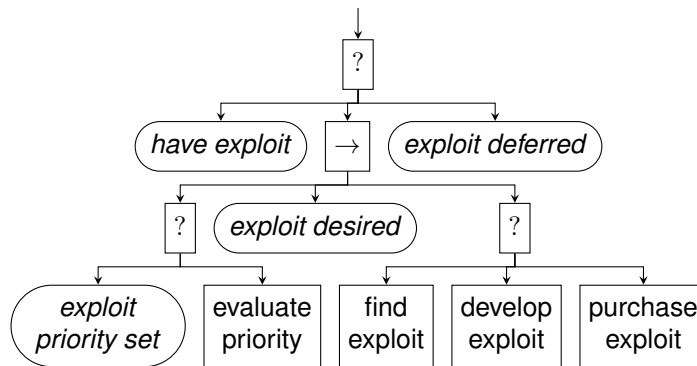 ?
have exploit
→
exploit deferred
?
exploit desired
?
exploit
priority set
evaluate
priority
find
exploit
develop
exploit
purchase
exploit